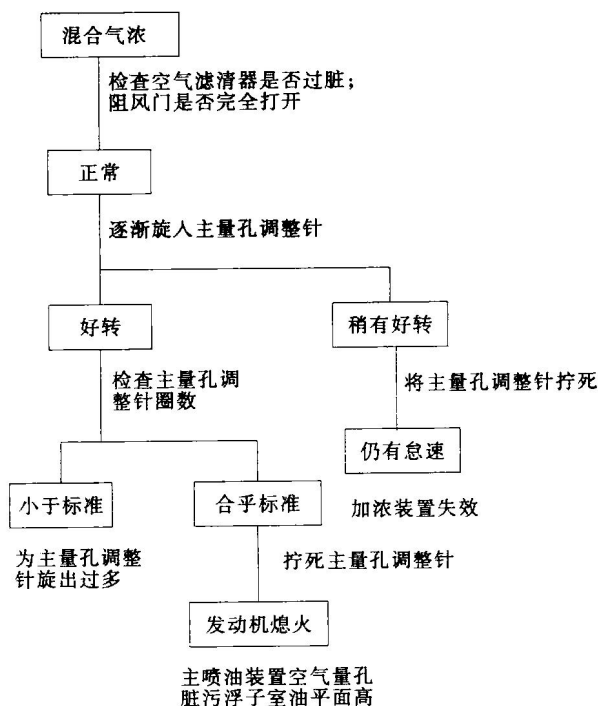 混合气浓
检查空气滤清器是否过脏；
阻风门是否完全打开
正常
逐渐旋人主量孔调整针
好转
稍有好转
检查主量孔调
整针圈数
将主量孔调整针拧死
仍有怠速
小于标准
合乎标准
加浓装置失效
为主量孔调整
针旋出过多
拧死主量孔调整针
发动机熄火
主喷油装置空气量孔
脏污浮子室油平面高